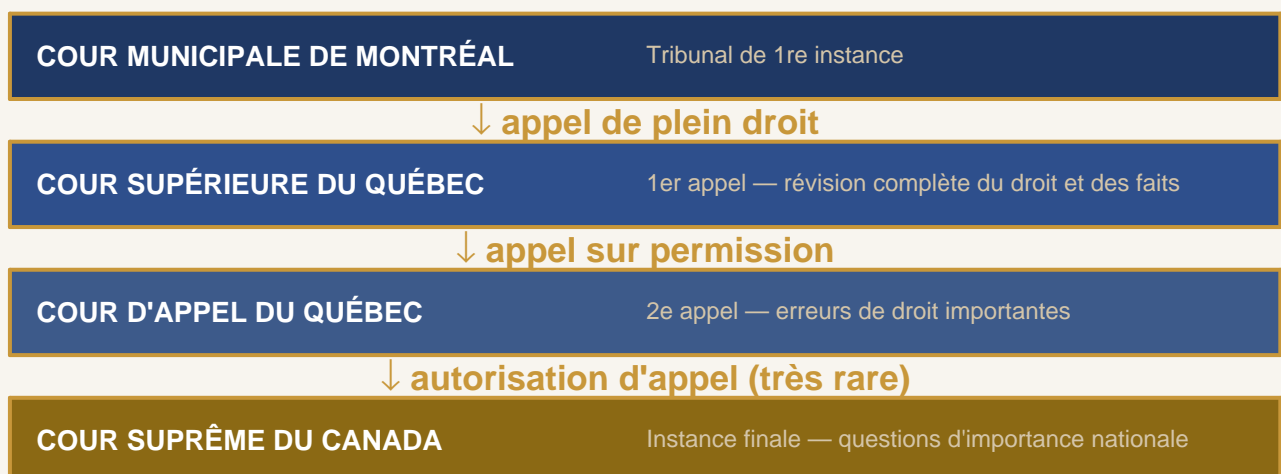 COUR MUNICIPALE DE MONTRÉAL Tribunal de 1re instance
↓ appel de plein droit
COUR SUPÉRIEURE DU QUÉBEC 1er appel — révision complète du droit et des faits
↓ appel sur permission
COUR D'APPEL DU QUÉBEC 2e appel — erreurs de droit importantes
↓ autorisation d'appel (très rare)
COUR SUPRÊME DU CANADA Instance finale — questions d'importance nationale